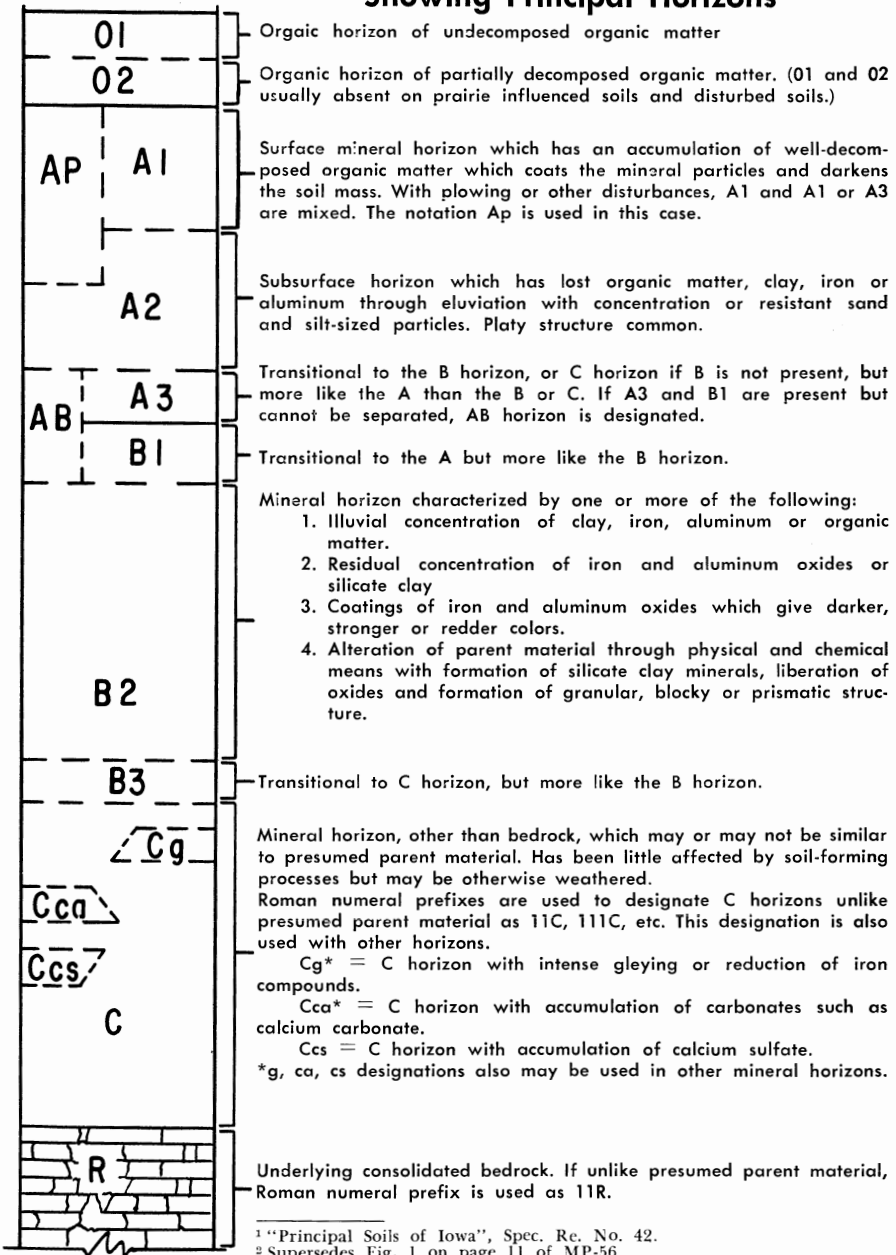 Showing Principal Horizons
O1
Orgaic horizon of undecomposed organic matter
O2
Organic horizon of partially decomposed organic matter. (01 and 02
usually absent on prairie influenced soils and disturbed soils.)
AP
A1
Surface mineral horizon which has an accumulation of well-decom-
posed organic matter which coats the mineral particles and darkens
the soil mass. With plowing or other disturbances, A1 and A1 or A3
are mixed. The notation Ap is used in this case.
A2
Subsurface horizon which has lost organic matter, clay, iron or
aluminum through eluviation with concentration or resistant sand
and silt-sized particles. Platy structure common.
AB
A3
Transitional to the B horizon, or C horizon if B is not present, but
more like the A than the B or C. If A3 and B1 are present but
cannot be separated, AB horizon is designated.
B1
Transitional to the A but more like the B horizon.
B2
Mineral horizon characterized by one or more of the following:
1. Illuvial concentration of clay, iron, aluminum or organic
matter.
2. Residual concentration of iron and aluminum oxides or
silicate clay
3. Coatings of iron and aluminum oxides which give darker,
stronger or redder colors.
4. Alteration of parent material through physical and chemical
means with formation of silicate clay minerals, liberation of
oxides and formation of granular, blocky or prismatic struc-
ture.
B3
Transitional to C horizon, but more like the B horizon.
Cg
Cca
Ccs
C
Mineral horizon, other than bedrock, which may or may not be similar
to presumed parent material. Has been little affected by soil-forming
processes but may be otherwise weathered.
Roman numeral prefixes are used to designate C horizons unlike
presumed parent material as 11C, 111C, etc. This designation is also
used with other horizons.
Cg* = C horizon with intense gleying or reduction of iron
compounds.
Cca* = C horizon with accumulation of carbonates such as
calcium carbonate.
Ccs = C horizon with accumulation of calcium sulfate.
*g, ca, cs designations also may be used in other mineral horizons.
R
Underlying consolidated bedrock. If unlike presumed parent material,
Roman numeral prefix is used as 11R.
1 "Principal Soils of Iowa", Spec. Re. No. 42.
2 Supersedes Fig. 1 on page 11 of MP-56